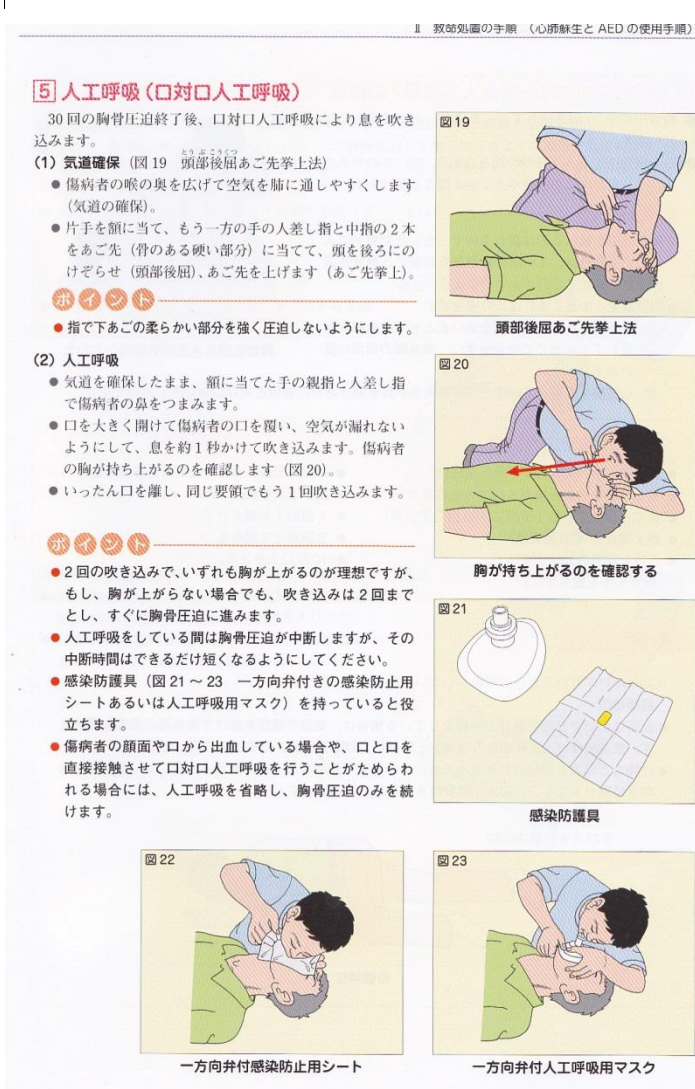 Ⅱ 救命処置の手順 (心肺蘇生と AED の使用手順)
5 人工呼吸(口対口人工呼吸)
30 回の胸骨圧迫終了後、口対口人工呼吸により息を吹き
込みます。
とうぶこうくつ
(1) 気道確保 (図 19 頭部後屈あご先挙上法)
● 傷病者の喉の奥を広げて空気を肺に通しやすくします
(気道の確保)。
● 片手を額に当て、もう一方の手の人差し指と中指の 2 本
をあご先 (骨のある硬い部分) に当てて、頭を後ろにの
けぞらせ (頭部後屈)、あご先を上げます (あご先挙上)。
ポイント
● 指で下あごの柔らかい部分を強く圧迫しないようにします。
(2) 人工呼吸
● 気道を確保したまま、額に当てた手の親指と人差し指
で傷病者の鼻をつまみます。
● 口を大きく開けて傷病者の口を覆い、空気が漏れない
ようにして、息を約 1 秒かけて吹き込みます。傷病者
の胸が持ち上がるのを確認します (図 20)。
● いったん口を離し、同じ要領でもう 1 回吹き込みます。
ポイント
● 2 回の吹き込みで、いずれも胸が上がるのが理想ですが、
もし、胸が上がらない場合でも、吹き込みは 2 回まで
とし、すぐに胸骨圧迫に進みます。
● 人工呼吸をしている間は胸骨圧迫が中断しますが、その
中断時間はできるだけ短くなるようにしてください。
● 感染防護具 (図 21 ~ 23 一方向弁付きの感染防止用
シートあるいは人工呼吸用マスク) を持っていると役
立ちます。
● 傷病者の顔面や口から出血している場合や、口と口を
直接接触させて口対口人工呼吸を行うことがためらわ
れる場合には、人工呼吸を省略し、胸骨圧迫のみを続
けます。
図 19
頭部後屈あご先挙上法
図 20
胸が持ち上がるのを確認する
図 21
感染防護具
図 22
一方向弁付感染防止用シート
図 23
一方向弁付人工呼吸用マスク